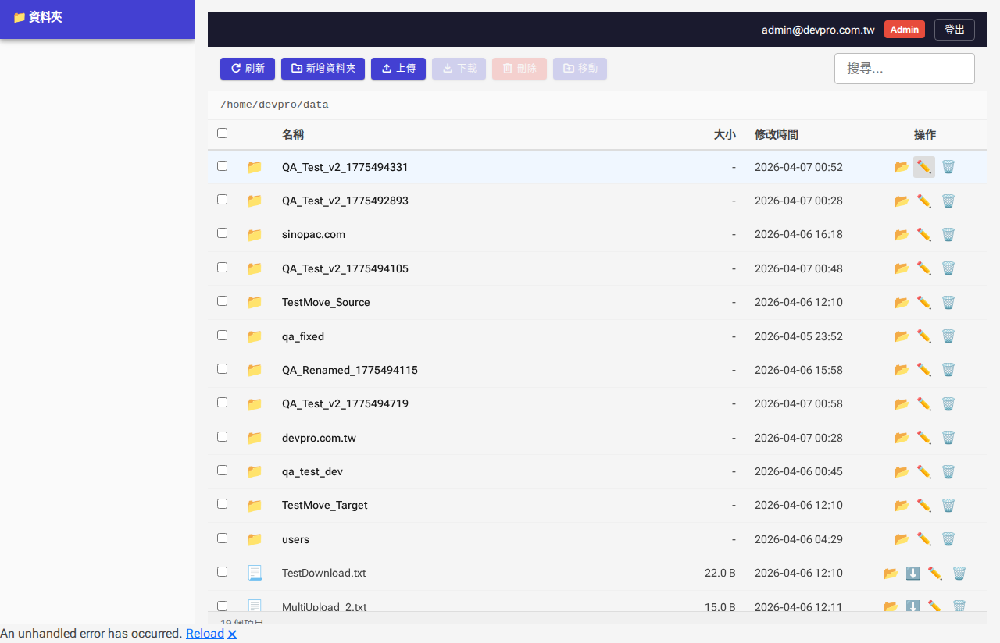 資料夾
admin@devpro.com.tw Admin 登出
刷新 新增資料夾 上傳 下載 刪除 移動 搜尋...
/home/devpro/data
名稱 大小 修改時間 操作
QA_Test_v2_1775494331 - 2026-04-07 00:52
QA_Test_v2_1775492893 - 2026-04-07 00:28
sinopac.com - 2026-04-06 16:18
QA_Test_v2_1775494105 - 2026-04-07 00:48
TestMove_Source - 2026-04-06 12:10
qa_fixed - 2026-04-05 23:52
QA_Renamed_1775494115 - 2026-04-06 15:58
QA_Test_v2_1775494719 - 2026-04-07 00:58
devpro.com.tw - 2026-04-07 00:28
qa_test_dev - 2026-04-06 00:45
TestMove_Target - 2026-04-06 12:10
users - 2026-04-06 04:29
TestDownload.txt 22.0 B 2026-04-06 12:10
MultiUpload_2.txt 15.0 B 2026-04-06 12:11
19 個項目
An unhandled error has occurred. Reload X